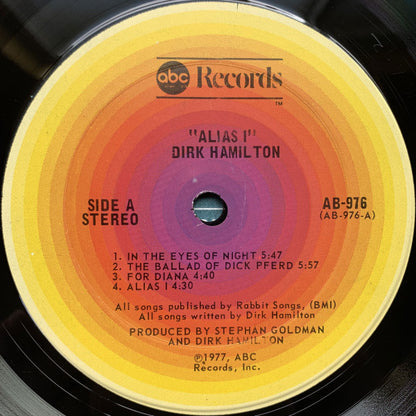 abc Records
TM
"ALIAS I"
DIRK HAMILTON
SIDE A
STEREO
AB-976
(AB-976-A)
1. IN THE EYES OF NIGHT 5:47
2. THE BALLAD OF DICK PFERD 5:57
3. FOR DIANA 4:40
4. ALIAS I 4:30
All songs published by Rabbit Songs, (BMI)
All songs written by Dirk Hamilton
PRODUCED BY STEPHAN GOLDMAN
AND DIRK HAMILTON
Ⓟ1977, ABC
Records, Inc.